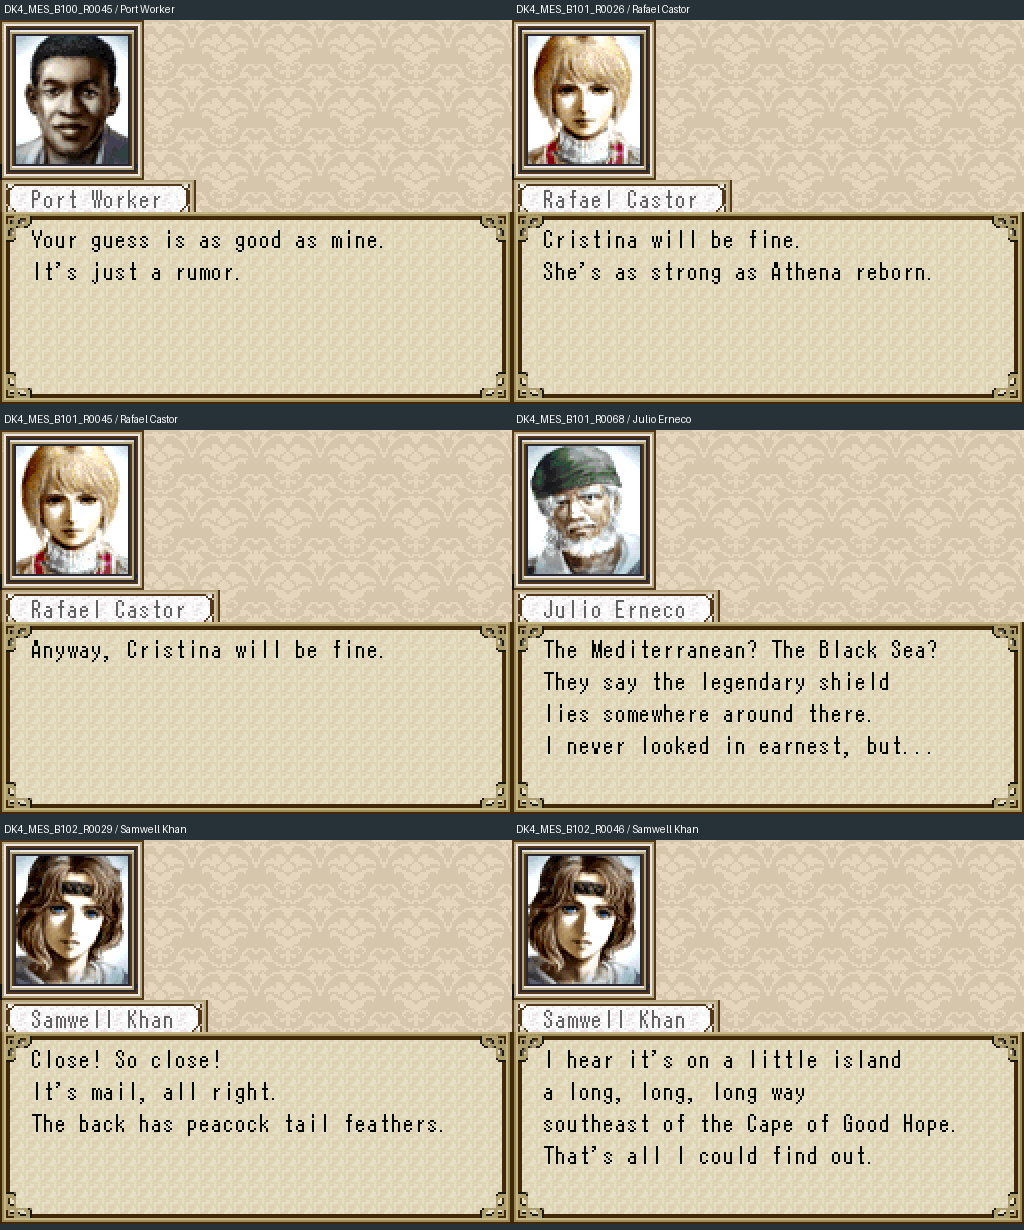 DK4_MES_B100_R0045 / Port Worker
Port Worker
Your guess is as good as mine.
It's just a rumor.
DK4_MES_B101_R0026 / Rafael Castor
Rafael Castor
Cristina will be fine.
She's as strong as Athena reborn.
DK4_MES_B101_R0045 / Rafael Castor
Rafael Castor
Anyway, Cristina will be fine.
DK4_MES_B101_R0068 / Julio Erneco
Julio Erneco
The Mediterranean? The Black Sea?
They say the legendary shield
lies somewhere around there.
I never looked in earnest, but...
DK4_MES_B102_R0029 / Samwell Khan
Samwell Khan
Close! So close!
It's mail, all right.
The back has peacock tail feathers.
DK4_MES_B102_R0046 / Samwell Khan
Samwell Khan
I hear it's on a little island
a long, long, long way
southeast of the Cape of Good Hope.
That's all I could find out.